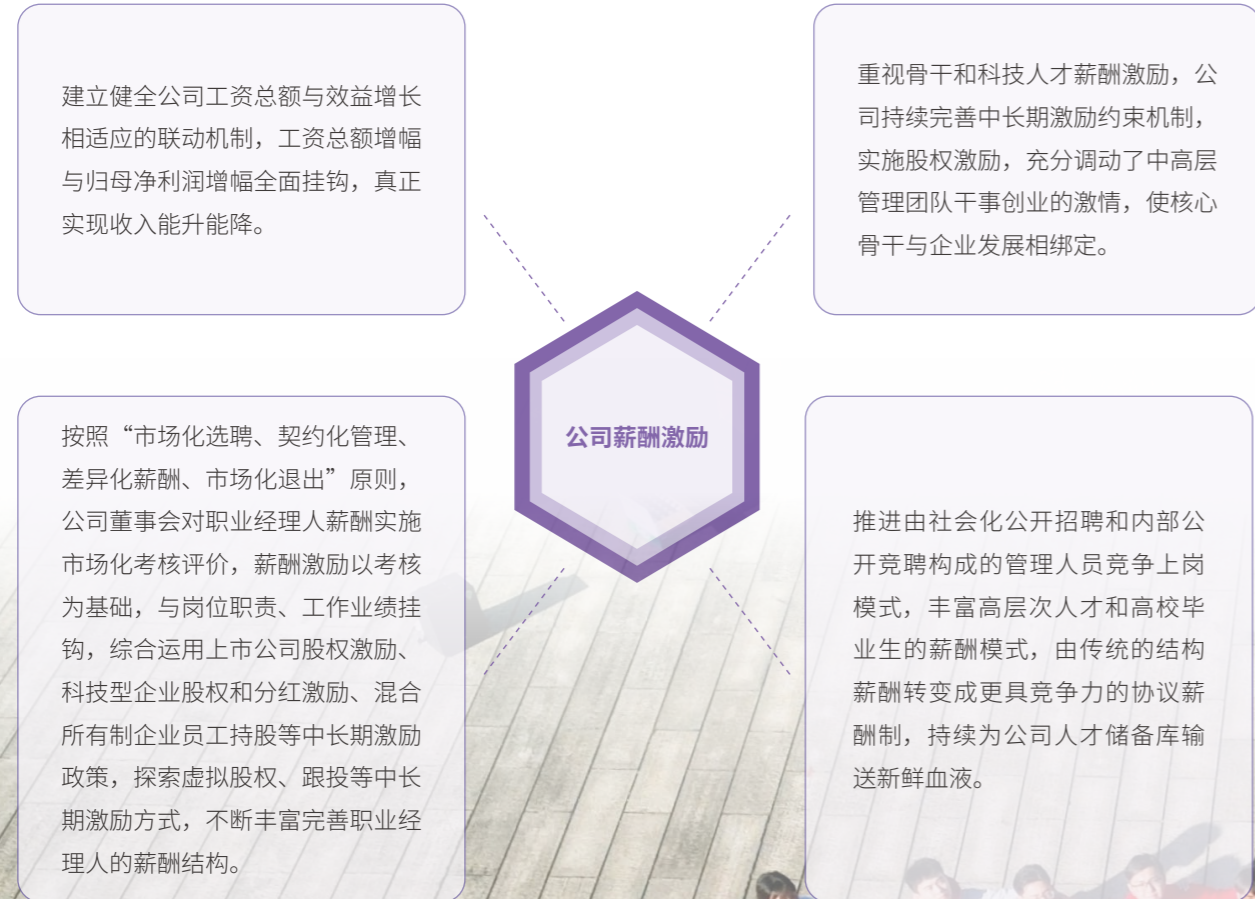 建立健全公司工资总额与效益增长
相适应的联动机制，工资总额增幅
与归母净利润增幅全面挂钩，真正
实现收入能升能降。
重视骨干和科技人才薪酬激励，公
司持续完善中长期激励约束机制，
实施股权激励，充分调动了中高层
管理团队干事创业的激情，使核心
骨干与企业发展相绑定。
公司薪酬激励
按照“市场化选聘、契约化管理、
差异化薪酬、市场化退出”原则，
公司董事会对职业经理人薪酬实施
市场化考核评价，薪酬激励以考核
为基础，与岗位职责、工作业绩挂
钩，综合运用上市公司股权激励、
科技型企业股权和分红激励、混合
所有制企业员工持股等中长期激励
政策，探索虚拟股权、跟投等中长
期激励方式，不断丰富完善职业经
理人的薪酬结构。
推进由社会化公开招聘和内部公
开竞聘构成的管理人员竞争上岗
模式，丰富高层次人才和高校毕
业生的薪酬模式，由传统的结构
薪酬转变成更具竞争力的协议薪
酬制，持续为公司人才储备库输
送新鲜血液。